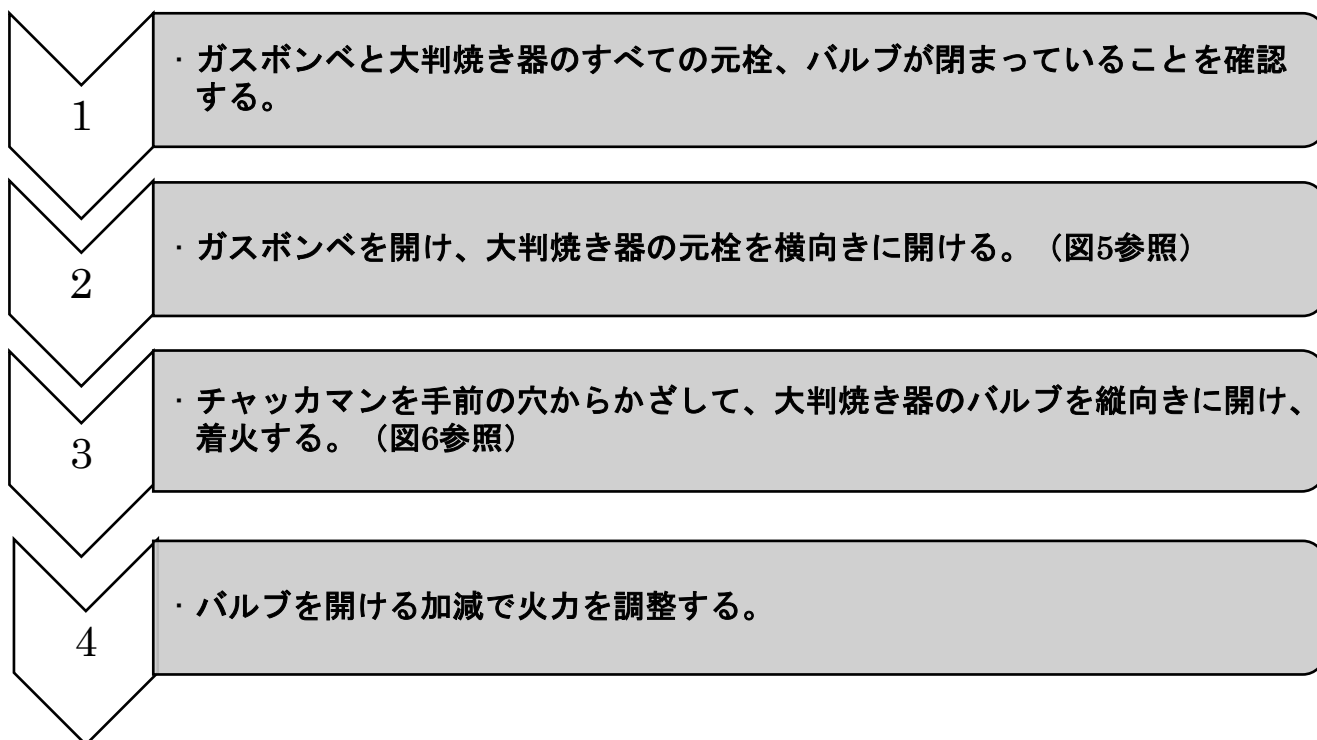 1
・ガスボンベと大判焼き器のすべての元栓、バルブが閉まっていることを確認
する。
2
・ガスボンベを開け、大判焼き器の元栓を横向きに開ける。（図5参照）
3
・チャッカマンを手前の穴からかざして、大判焼き器のバルブを縦向きに開け、
着火する。（図6参照）
4
・バルブを開ける加減で火力を調整する。